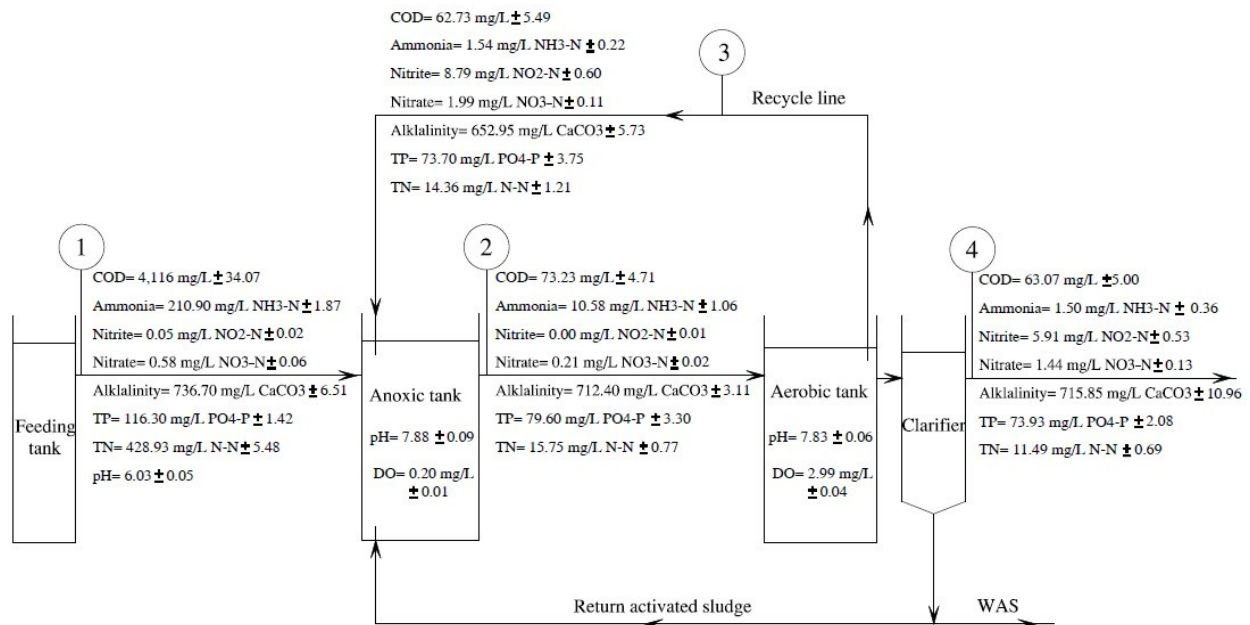 COD= 62.73 mg/L ± 5.49
Ammonia= 1.54 mg/L NH3-N ± 0.22
Nitrite= 8.79 mg/L NO2-N ± 0.60
Nitrate= 1.99 mg/L NO3-N ± 0.11
Alklalinity= 652.95 mg/L CaCO3 ± 5.73
TP= 73.70 mg/L PO4-P ± 3.75
TN= 14.36 mg/L N-N ± 1.21
3
Recycle line
1
COD= 4,116 mg/L ± 34.07
Ammonia= 210.90 mg/L NH3-N ± 1.87
Nitrite= 0.05 mg/L NO2-N ± 0.02
Nitrate= 0.58 mg/L NO3-N ± 0.06
Alklalinity= 736.70 mg/L CaCO3 ± 6.51
TP= 116.30 mg/L PO4-P ± 1.42
TN= 428.93 mg/L N-N ± 5.48
pH= 6.03 ± 0.05
Feeding
tank
2
COD= 73.23 mg/L ± 4.71
Ammonia= 10.58 mg/L NH3-N ± 1.06
Nitrite= 0.00 mg/L NO2-N ± 0.01
Nitrate= 0.21 mg/L NO3-N ± 0.02
Alklalinity= 712.40 mg/L CaCO3 ± 3.11
TP= 79.60 mg/L PO4-P ± 3.30
TN= 15.75 mg/L N-N ± 0.77
Anoxic tank
pH= 7.88 ± 0.09
DO= 0.20 mg/L
± 0.01
Aerobic tank
pH= 7.83 ± 0.06
DO= 2.99 mg/L
± 0.04
Clarifier
4
COD= 63.07 mg/L ± 5.00
Ammonia= 1.50 mg/L NH3-N ± 0.36
Nitrite= 5.91 mg/L NO2-N ± 0.53
Nitrate= 1.44 mg/L NO3-N ± 0.13
Alklalinity= 715.85 mg/L CaCO3 ± 10.96
TP= 73.93 mg/L PO4-P ± 2.08
TN= 11.49 mg/L N-N ± 0.69
Return activated sludge
WAS